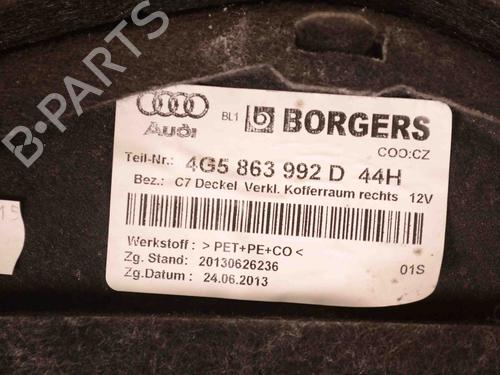 B-PARTS
Audi
BL1 b BORGERS
COO:CZ
Teil-Nr.: 4G5 863 992 D 44H
Bez.: C7 Deckel Verkl. Kofferraum rechts 12V
Werkstoff : > PET+PE+CO <
Zg. Stand: 20130626236 01S
Zg.Datum : 24.06.2013